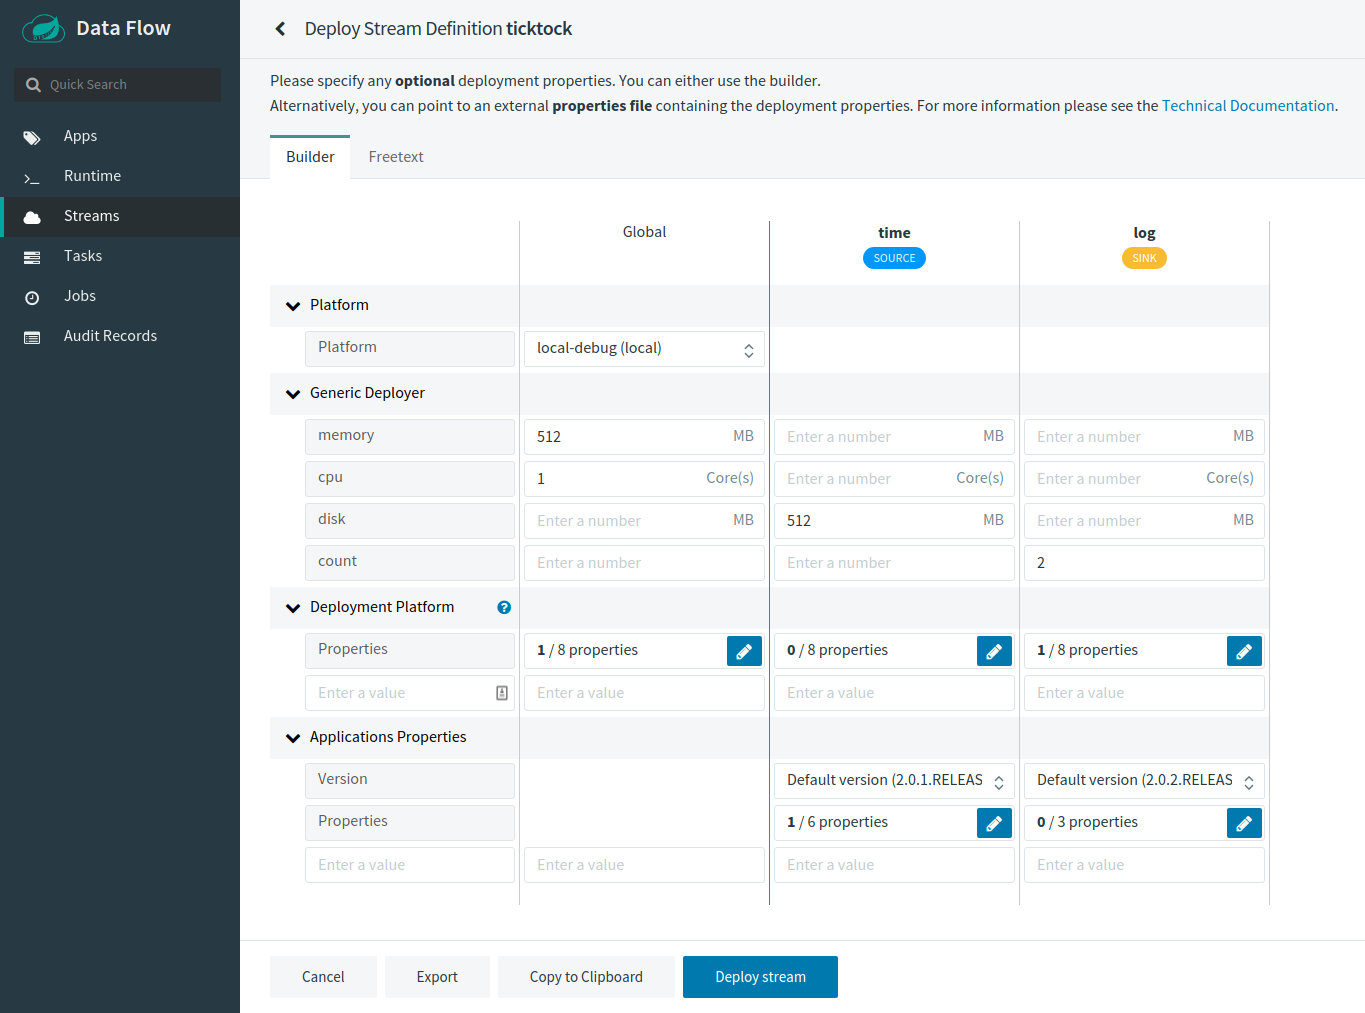 Data Flow
Quick Search
Apps
Runtime
Streams
Tasks
Jobs
Audit Records
Deploy Stream Definition ticktock
Please specify any optional deployment properties. You can either use the builder.
Alternatively, you can point to an external properties file containing the deployment properties. For more information please see the Technical Documentation.
Builder Freetext
Global time log
SOURCE SINK
Platform
Platform local-debug (local)
Generic Deployer
memory 512 MB Enter a number MB Enter a number MB
cpu 1 Core(s) Enter a number Core(s) Enter a number Core(s)
disk Enter a number MB 512 MB Enter a number MB
count Enter a number Enter a number 2
Deployment Platform ?
Properties 1 / 8 properties 0 / 8 properties 1 / 8 properties
Enter a value Enter a value Enter a value Enter a value
Applications Properties
Version Default version (2.0.1.RELEAS Default version (2.0.2.RELEAS
Properties 1 / 6 properties 0 / 3 properties
Enter a value Enter a value Enter a value Enter a value
Cancel Export Copy to Clipboard Deploy stream